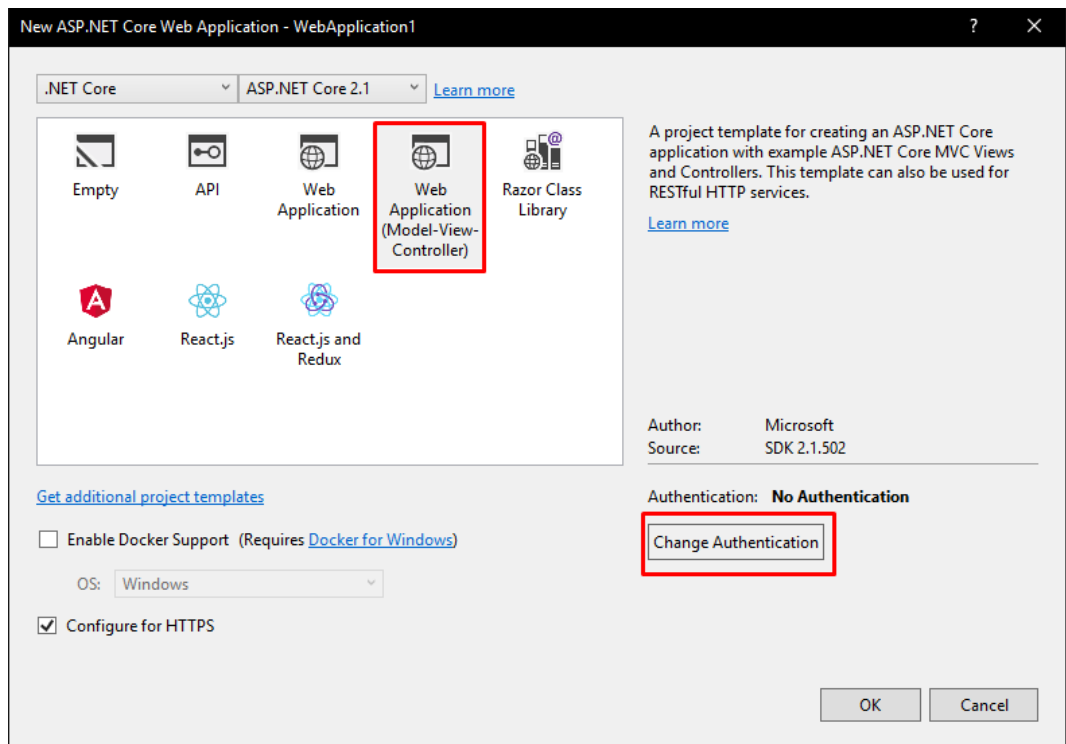 New ASP.NET Core Web Application - WebApplication1
?
.NET Core
ASP.NET Core 2.1
Learn more
Empty
API
Web
Application
Web
Application
(Model-View-
Controller)
Razor Class
Library
Angular
React.js
React.js and
Redux
A project template for creating an ASP.NET Core
application with example ASP.NET Core MVC Views
and Controllers. This template can also be used for
RESTful HTTP services.
Learn more
Author: Microsoft
Source: SDK 2.1.502
Get additional project templates
Authentication: No Authentication
Change Authentication
Enable Docker Support (Requires Docker for Windows)
OS: Windows
Configure for HTTPS
OK
Cancel